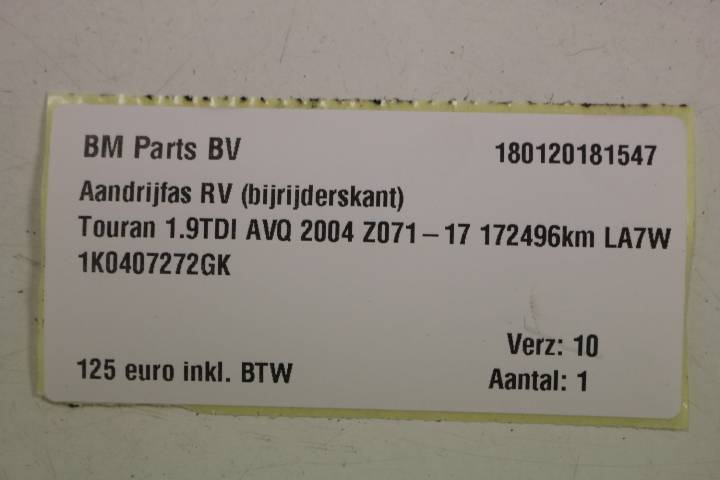 BM Parts BV 180120181547
Aandrijfas RV (bijrijderskant)
Touran 1.9TDI AVQ 2004 Z071-17 172496km LA7W
1K0407272GK
Verz: 10
125 euro inkl. BTW Aantal: 1